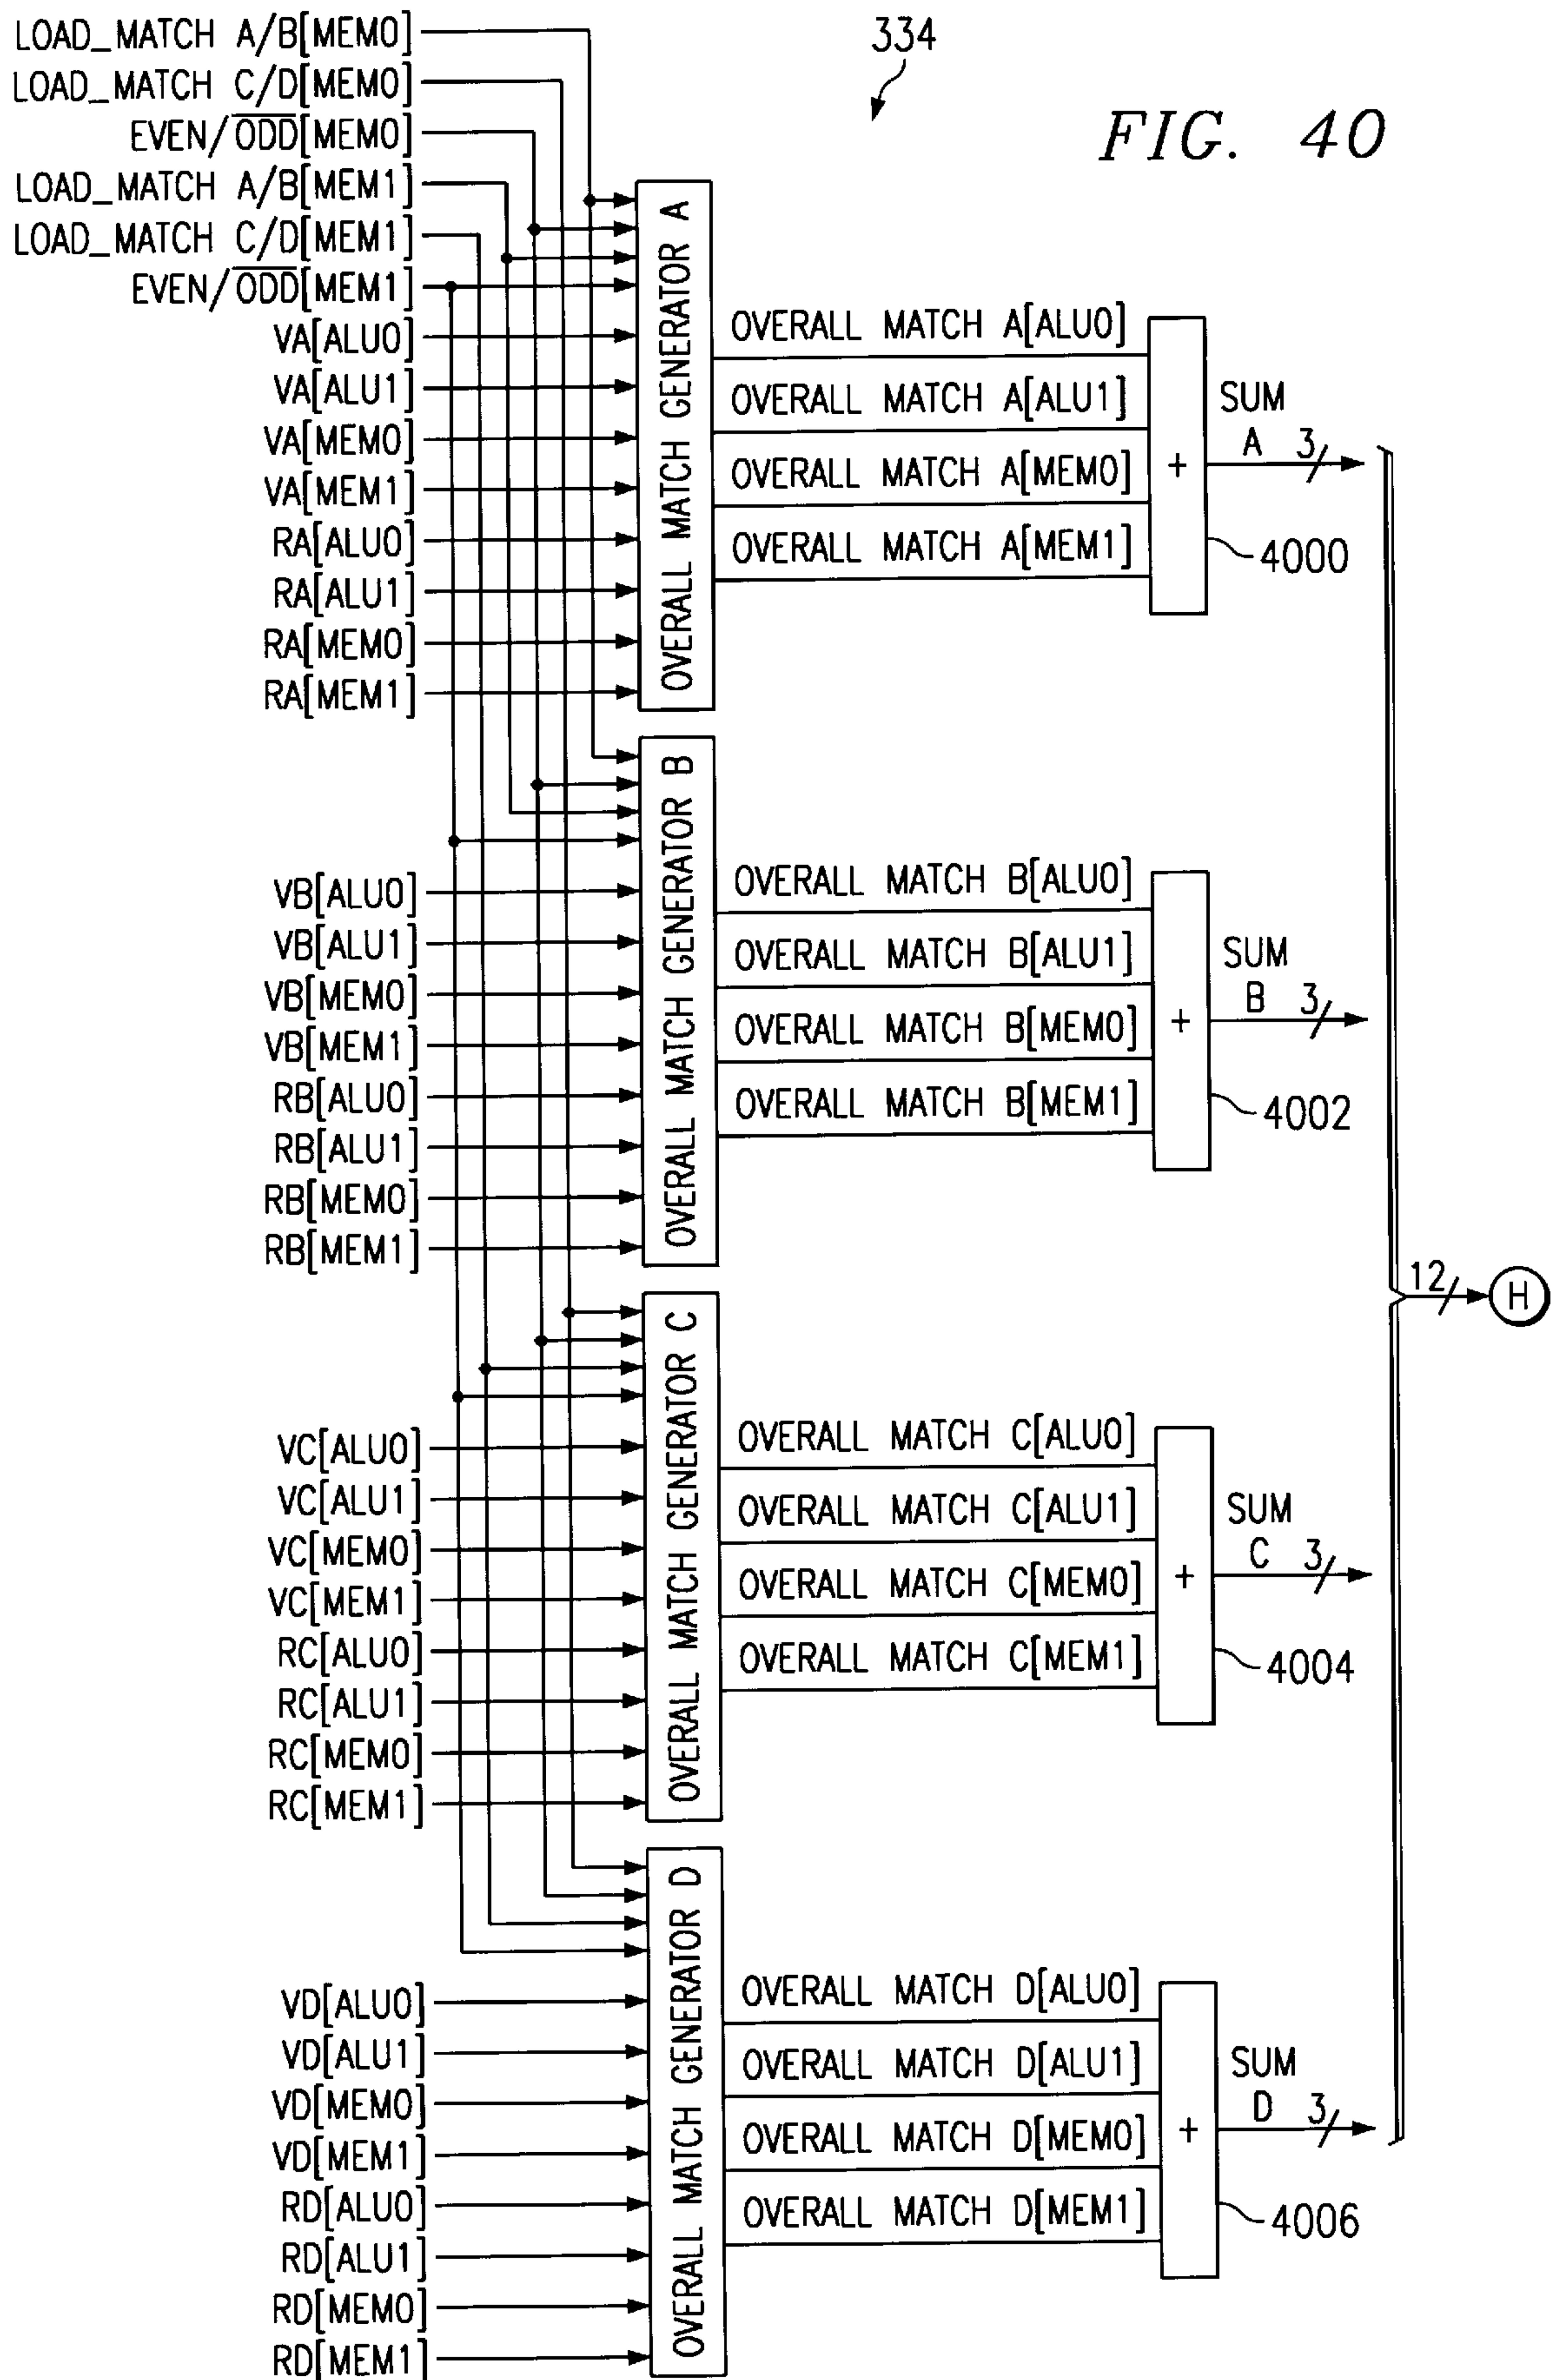 334
FIG. 40
LOAD_MATCH A/B[MEM0]
LOAD_MATCH C/D[MEM0]
EVEN/O̅D̅D̅[MEM0]
LOAD_MATCH A/B[MEM1]
LOAD_MATCH C/D[MEM1]
EVEN/O̅D̅D̅[MEM1]
VA[ALU0]
VA[ALU1]
VA[MEM0]
VA[MEM1]
RA[ALU0]
RA[ALU1]
RA[MEM0]
RA[MEM1]
OVERALL MATCH GENERATOR A
OVERALL MATCH A[ALU0]
OVERALL MATCH A[ALU1]
OVERALL MATCH A[MEM0]
OVERALL MATCH A[MEM1]
+
SUM
A 3
4000
VB[ALU0]
VB[ALU1]
VB[MEM0]
VB[MEM1]
RB[ALU0]
RB[ALU1]
RB[MEM0]
RB[MEM1]
OVERALL MATCH GENERATOR B
OVERALL MATCH B[ALU0]
OVERALL MATCH B[ALU1]
OVERALL MATCH B[MEM0]
OVERALL MATCH B[MEM1]
+
SUM
B 3
4002
12
H
VC[ALU0]
VC[ALU1]
VC[MEM0]
VC[MEM1]
RC[ALU0]
RC[ALU1]
RC[MEM0]
RC[MEM1]
OVERALL MATCH GENERATOR C
OVERALL MATCH C[ALU0]
OVERALL MATCH C[ALU1]
OVERALL MATCH C[MEM0]
OVERALL MATCH C[MEM1]
+
SUM
C 3
4004
VD[ALU0]
VD[ALU1]
VD[MEM0]
VD[MEM1]
RD[ALU0]
RD[ALU1]
RD[MEM0]
RD[MEM1]
OVERALL MATCH GENERATOR D
OVERALL MATCH D[ALU0]
OVERALL MATCH D[ALU1]
OVERALL MATCH D[MEM0]
OVERALL MATCH D[MEM1]
+
SUM
D 3
4006